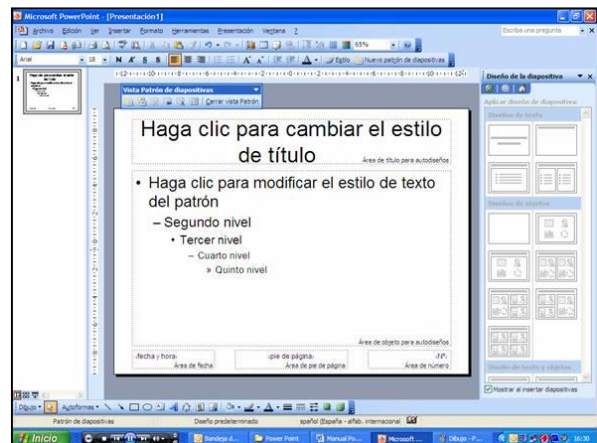 Microsoft PowerPoint - [Presentación1]
Archivo Edición Ver Insertar Formato Herramientas Presentación Ventana ?
Escriba una pregunta
65%
Arial
18
N K S S
Estilo Nuevo patrón de diapositivas
Vista Patrón de diapositivas
Cerrar vista Patrón
1
Haga clic para cambiar el estilo
de título
Área de título para autodiseños
• Haga clic para modificar el estilo de texto
del patrón
– Segundo nivel
• Tercer nivel
– Cuarto nivel
» Quinto nivel
Área de objeto para autodiseños
‹fecha y hora›
Área de fecha
‹pie de página›
Área de pie de página
‹Nº›
Área de número
Diseño de la diapositiva
Aplicar diseño de diapositiva:
Diseños de texto
Diseños de objetos
Diseños de texto y objetos
Mostrar al insertar diapositivas
Dibujo Autoformas
Patrón de diapositivas
Diseño predeterminado
español (España - alfab. internacional)
Inicio
Bandeja d...
Power Point
Manual Po...
Microsoft ...
Dibujo - P...
16:30